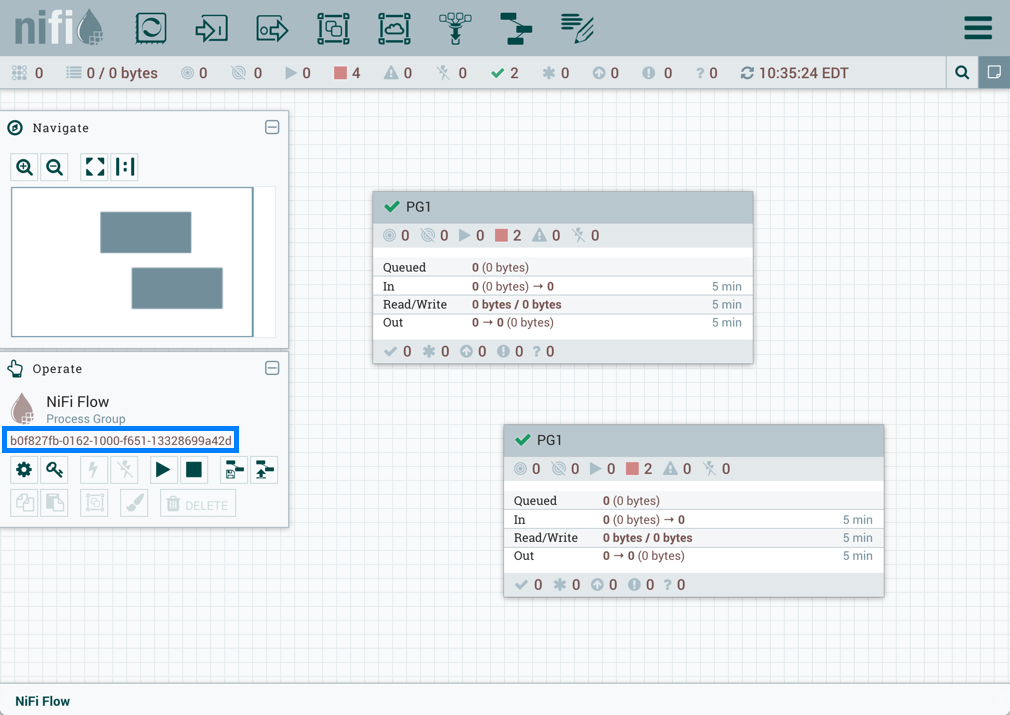 nifi
0 0 / 0 bytes 0 0 0 4 0 0 2 0 0 0 ? 0 10:35:24 EDT
Navigate
Operate
NiFi Flow
Process Group
b0f827fb-0162-1000-f651-13328699a42d
DELETE
PG1
0 0 0 2 0 0
Queued 0 (0 bytes)
In 0 (0 bytes) → 0 5 min
Read/Write 0 bytes / 0 bytes 5 min
Out 0 → 0 (0 bytes) 5 min
0 0 0 0 ? 0
PG1
0 0 0 2 0 0
Queued 0 (0 bytes)
In 0 (0 bytes) → 0 5 min
Read/Write 0 bytes / 0 bytes 5 min
Out 0 → 0 (0 bytes) 5 min
0 0 0 0 ? 0
NiFi Flow